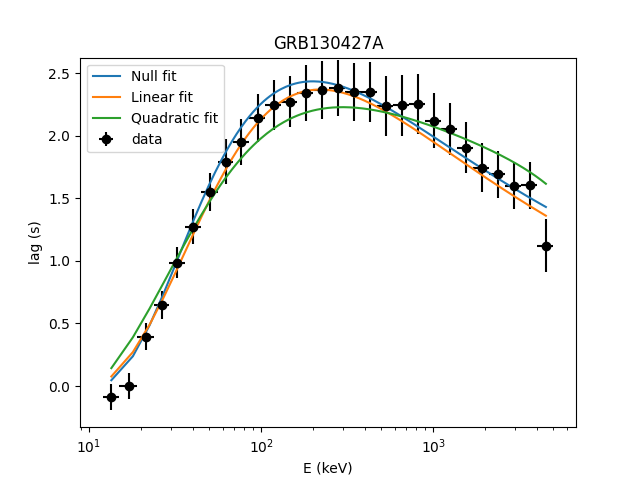 GRB130427A
Null fit
Linear fit
Quadratic fit
data
lag (s)
2.5
2.0
1.5
1.0
0.5
0.0
10¹
10²
10³
E (keV)